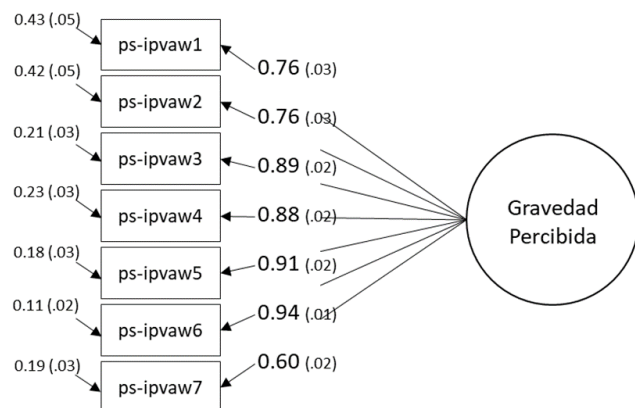 0.43 (.05)
ps-ipvaw1
0.76 (.03)
0.42 (.05)
ps-ipvaw2
0.76 (.03)
0.21 (.03)
ps-ipvaw3
0.89 (.02)
0.23 (.03)
ps-ipvaw4
0.88 (.02)
0.18 (.03)
ps-ipvaw5
0.91 (.02)
0.11 (.02)
ps-ipvaw6
0.94 (.01)
0.19 (.03)
ps-ipvaw7
0.60 (.02)
Gravedad
Percibida